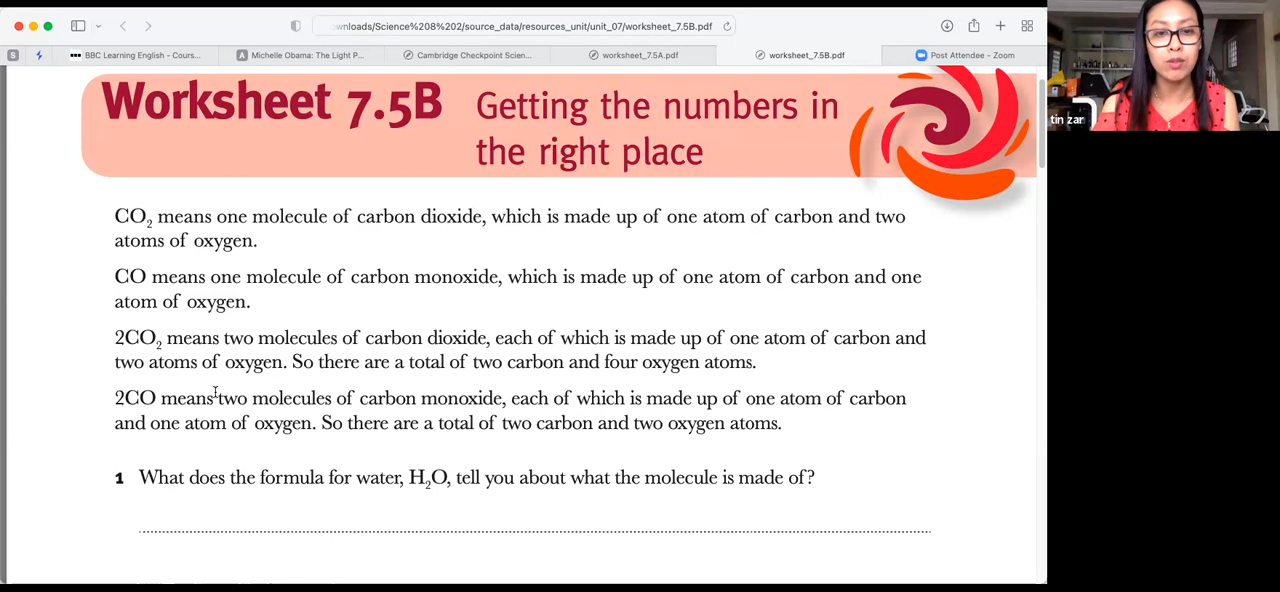 wnloads/Science%208%202/source_data/resources_unit/unit_07/worksheet_7.5B.pdf
S
BBC Learning English - Cours...
A Michelle Obama: The Light P...
Cambridge Checkpoint Scien...
worksheet_7.5A.pdf
worksheet_7.5B.pdf
Post Attendee - Zoom
tin zar
Worksheet 7.5B Getting the numbers in
the right place
CO₂ means one molecule of carbon dioxide, which is made up of one atom of carbon and two
atoms of oxygen.
CO means one molecule of carbon monoxide, which is made up of one atom of carbon and one
atom of oxygen.
2CO₂ means two molecules of carbon dioxide, each of which is made up of one atom of carbon and
two atoms of oxygen. So there are a total of two carbon and four oxygen atoms.
2CO means two molecules of carbon monoxide, each of which is made up of one atom of carbon
and one atom of oxygen. So there are a total of two carbon and two oxygen atoms.
1 What does the formula for water, H₂O, tell you about what the molecule is made of?